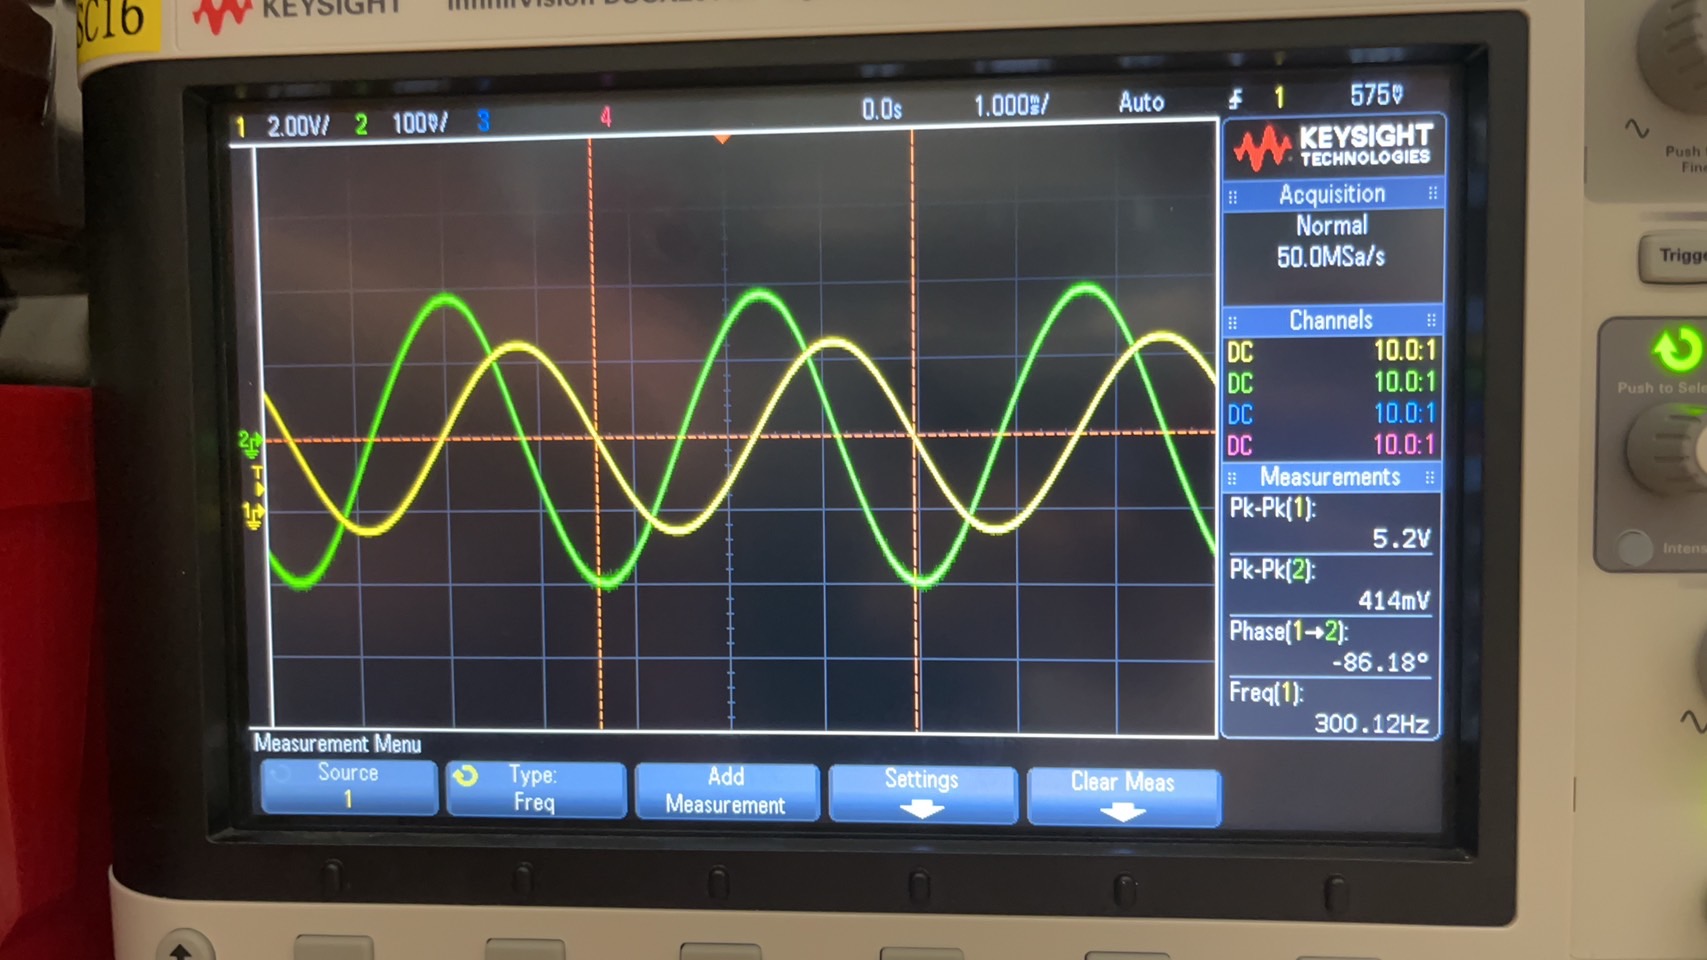 SC16
KEYSIGHT
InfiniiVision
1 2.00V/ 2 100V/ 3 4 0.0s 1.000ms/ Auto 1 575V
KEYSIGHT
TECHNOLOGIES
Acquisition
Normal
50.0MSa/s
Channels
DC 10.0:1
DC 10.0:1
DC 10.0:1
DC 10.0:1
Measurements
Pk-Pk(1):
5.2V
Pk-Pk(2):
414mV
Phase(1→2):
-86.18°
Freq(1):
300.12Hz
2
T
1
Measurement Menu
Source
1
Type:
Freq
Add
Measurement
Settings
Clear Meas
Push
Fine
Trigge
Push to Sele
Intens